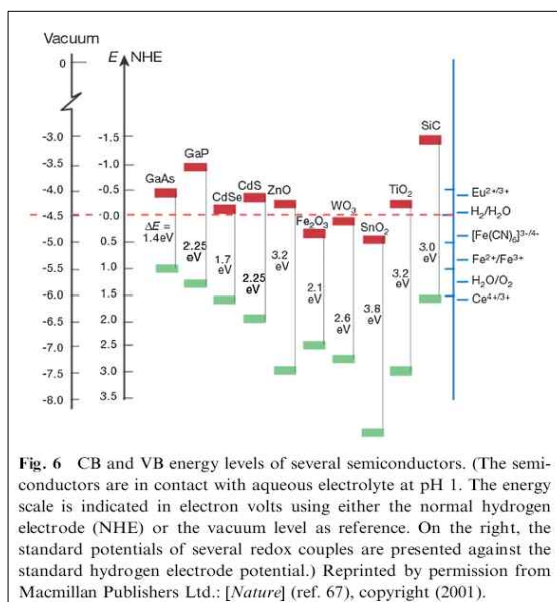 Vacuum
E NHE
0
-3.0
-3.5
-4.0
-4.5
-5.0
-5.5
-6.0
-6.5
-7.0
-7.5
-8.0
-1.5
-1.0
-0.5
-0.0
0.5
1.0
1.5
2.0
2.5
3.0
3.5
GaAs
ΔE =
1.4eV
GaP
2.25
eV
CdSe
1.7
eV
CdS
2.25
eV
ZnO
3.2
eV
Fe₂O₃
2.1
eV
WO₃
2.6
eV
SnO₂
3.8
eV
TiO₂
3.2
eV
SiC
3.0
eV
Eu²⁺/³⁺
H₂/H₂O
[Fe(CN)₆]³⁻/⁴⁻
Fe²⁺/Fe³⁺
H₂O/O₂
Ce⁴⁺/³⁺
Fig. 6 CB and VB energy levels of several semiconductors. (The semi-
conductors are in contact with aqueous electrolyte at pH 1. The energy
scale is indicated in electron volts using either the normal hydrogen
electrode (NHE) or the vacuum level as reference. On the right, the
standard potentials of several redox couples are presented against the
standard hydrogen electrode potential.) Reprinted by permission from
Macmillan Publishers Ltd.: [Nature] (ref. 67), copyright (2001).